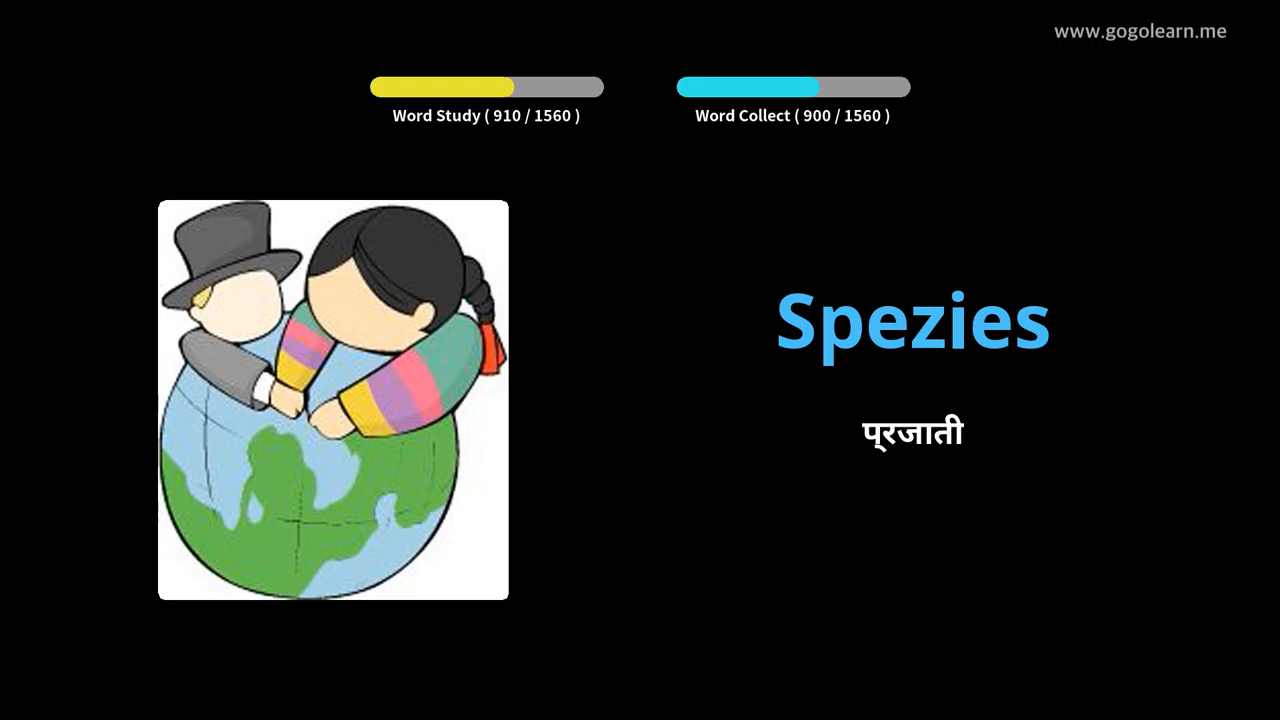 www.gogolearn.me
Word Study ( 910 / 1560 )
Word Collect ( 900 / 1560 )
Spezies
प्रजाती